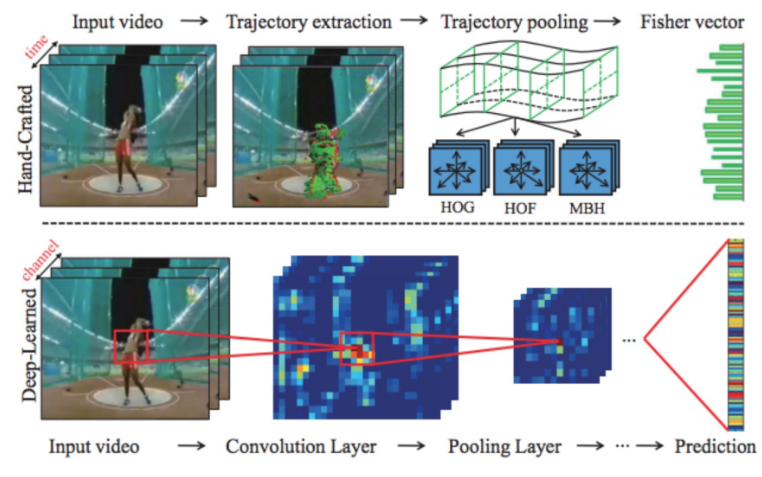 Input video → Trajectory extraction → Trajectory pooling → Fisher vector
time
Hand-Crafted
HOG HOF MBH
channel
Deep-Learned
...
Input video → Convolution Layer → Pooling Layer → ... → Prediction